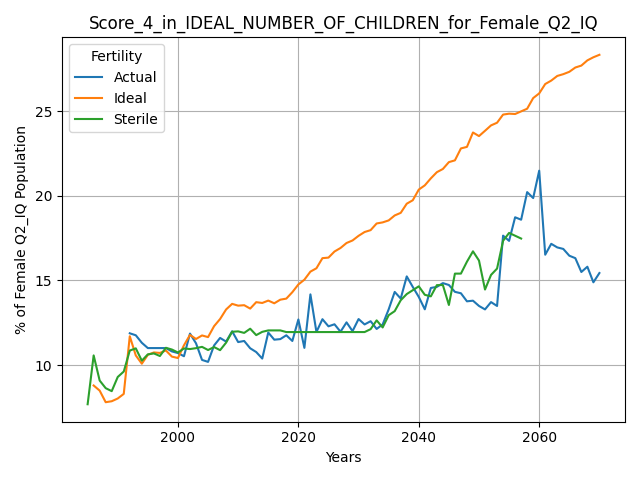 Score_4_in_IDEAL_NUMBER_OF_CHILDREN_for_Female_Q2_IQ
Fertility
Actual
Ideal
Sterile
% of Female Q2_IQ Population
25
20
15
10
2000 2020 2040 2060
Years